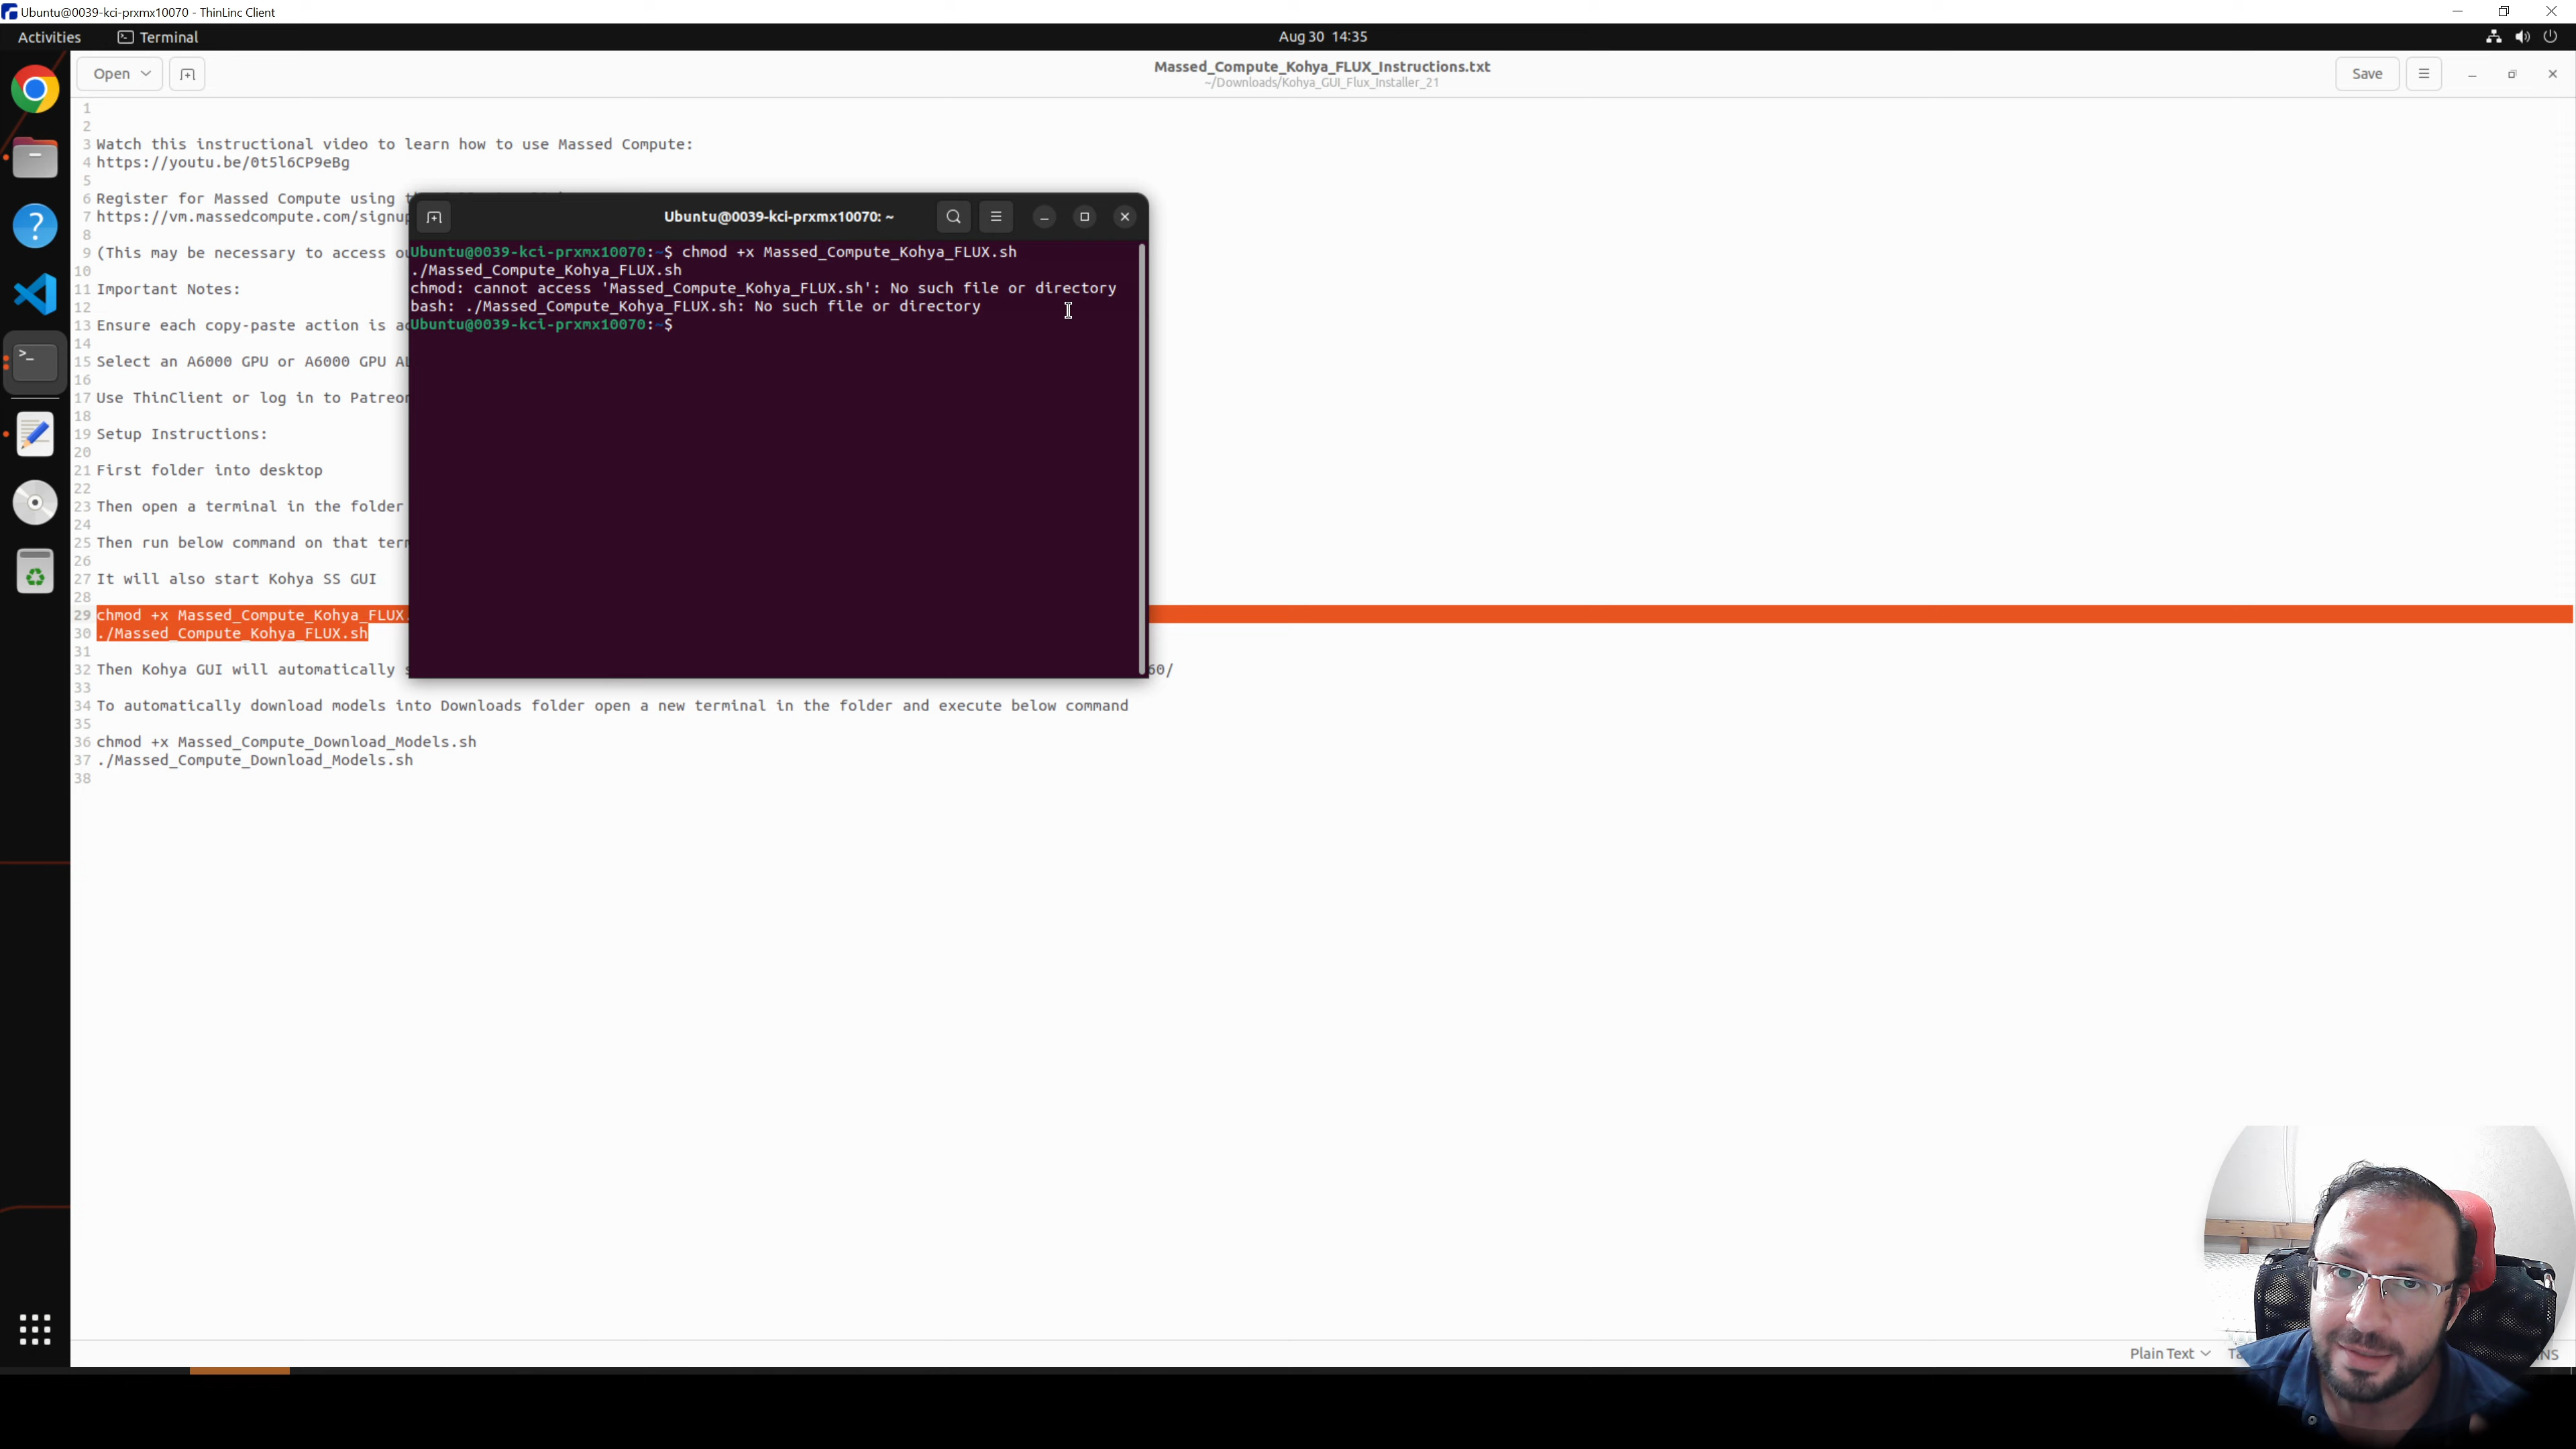 Ubuntu@0039-kci-prxmx10070 - ThinLinc Client
Activities
Terminal
Aug 30 14:35
Open
Massed_Compute_Kohya_FLUX_Instructions.txt
~/Downloads/Kohya_GUI_Flux_Installer_21
Save
1
2
3 Watch this instructional video to learn how to use Massed Compute:
4 https://youtu.be/0t5l6CP9eBg
5
6 Register for Massed Compute using
7 https://vm.massedcompute.com/signup
8
9 (This may be necessary to access
10
11 Important Notes:
12
13 Ensure each copy-paste action is
14
15 Select an A6000 GPU or A6000 GPU
16
17 Use ThinClient or log in to Patreon
18
19 Setup Instructions:
20
21 First folder into desktop
22
23 Then open a terminal in the folder
24
25 Then run below command on that
26
27 It will also start Kohya SS GUI
28
29 chmod +x Massed_Compute_Kohya_FLUX.
30 ./Massed_Compute_Kohya_FLUX.sh
31
32 Then Kohya GUI will automatically 60/
33
34 To automatically download models into Downloads folder open a new terminal in the folder and execute below command
35
36 chmod +x Massed_Compute_Download_Models.sh
37 ./Massed_Compute_Download_Models.sh
38
Ubuntu@0039-kci-prxmx10070: ~
Ubuntu@0039-kci-prxmx10070:~$ chmod +x Massed_Compute_Kohya_FLUX.sh
./Massed_Compute_Kohya_FLUX.sh
chmod: cannot access 'Massed_Compute_Kohya_FLUX.sh': No such file or directory
bash: ./Massed_Compute_Kohya_FLUX.sh: No such file or directory
Ubuntu@0039-kci-prxmx10070:~$
Plain Text